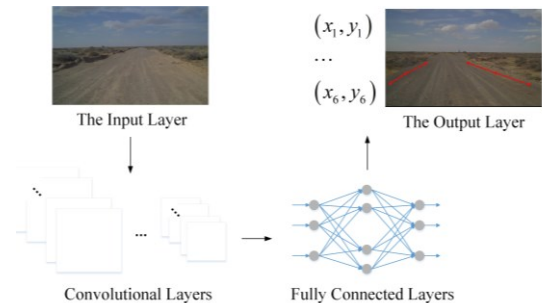 The Input Layer
(x₁, y₁)
...
(x₆, y₆)
The Output Layer
...
Convolutional Layers
Fully Connected Layers